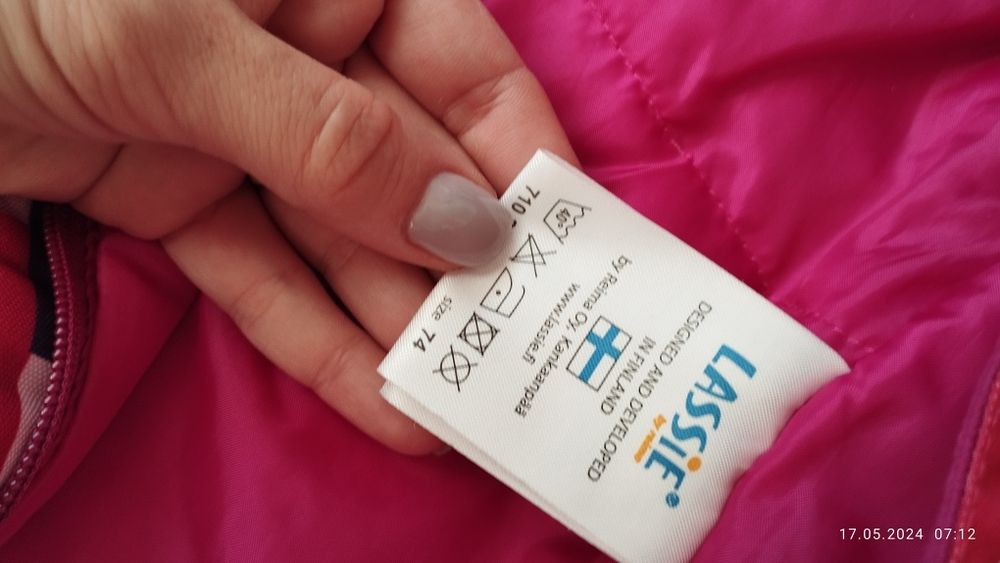 LASSiE®
by reima
DESIGNED AND DEVELOPED
IN FINLAND
www.lassie.fi
by Reima Oy, Kankaanpää
40°
710
size 74
17.05.2024 07:12